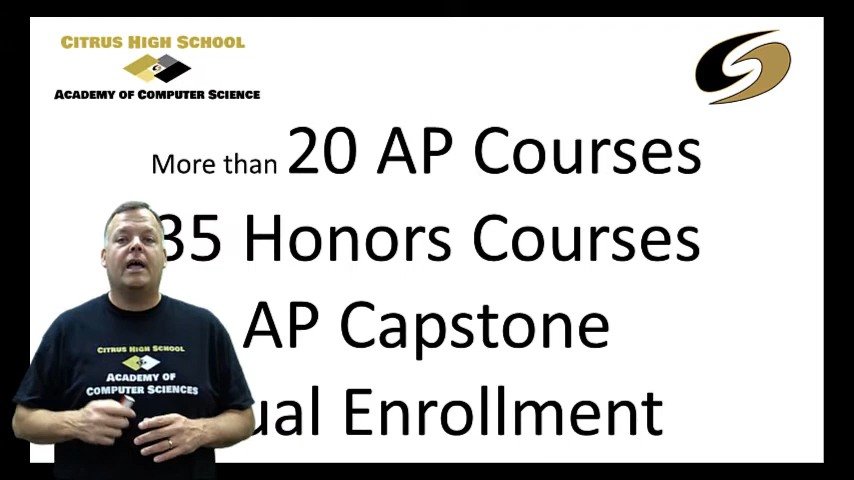 CITRUS HIGH SCHOOL
ACADEMY OF COMPUTER SCIENCE
More than 20 AP Courses
35 Honors Courses
AP Capstone
ual Enrollment
CITRUS HIGH SCHOOL
ACADEMY OF
COMPUTER SCIENCES